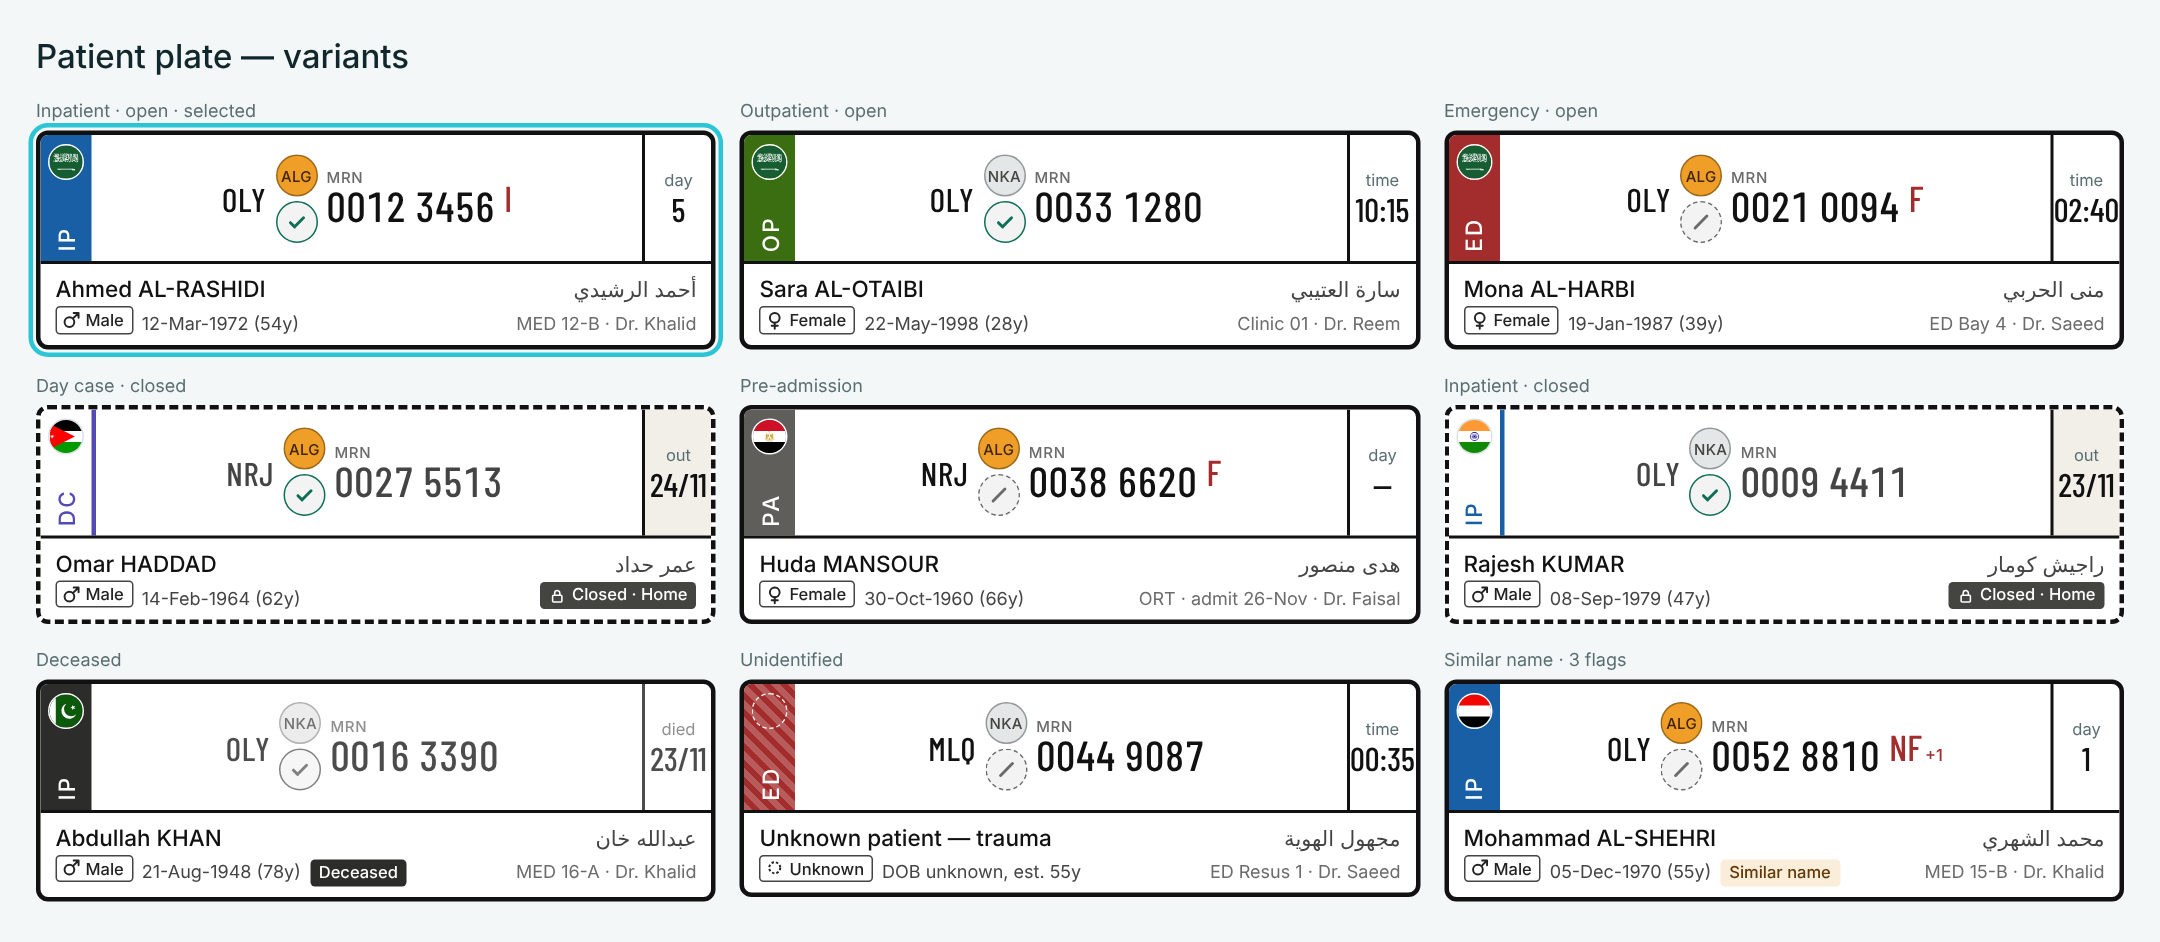 Patient plate — variants
Inpatient · open · selected
IP
OLY
ALG
MRN
0012 3456 I
day
5
Ahmed AL-RASHIDI
أحمد الرشيدي
Male 12-Mar-1972 (54y)
MED 12-B · Dr. Khalid
Outpatient · open
OP
OLY
NKA
MRN
0033 1280
time
10:15
Sara AL-OTAIBI
سارة العتيبي
Female 22-May-1998 (28y)
Clinic 01 · Dr. Reem
Emergency · open
ED
OLY
ALG
MRN
0021 0094 F
time
02:40
Mona AL-HARBI
منى الحربي
Female 19-Jan-1987 (39y)
ED Bay 4 · Dr. Saeed
Day case · closed
DC
NRJ
ALG
MRN
0027 5513
out
24/11
Omar HADDAD
عمر حداد
Male 14-Feb-1964 (62y)
Closed · Home
Pre-admission
PA
NRJ
ALG
MRN
0038 6620 F
day
—
Huda MANSOUR
هدى منصور
Female 30-Oct-1960 (66y)
ORT · admit 26-Nov · Dr. Faisal
Inpatient · closed
IP
OLY
NKA
MRN
0009 4411
out
23/11
Rajesh KUMAR
راجيش كومار
Male 08-Sep-1979 (47y)
Closed · Home
Deceased
IP
OLY
NKA
MRN
0016 3390
died
23/11
Abdullah KHAN
عبدالله خان
Male 21-Aug-1948 (78y) Deceased
MED 16-A · Dr. Khalid
Unidentified
ED
MLQ
NKA
MRN
0044 9087
time
00:35
Unknown patient — trauma
مجهول الهوية
Unknown DOB unknown, est. 55y
ED Resus 1 · Dr. Saeed
Similar name · 3 flags
IP
OLY
ALG
MRN
0052 8810 NF +1
day
1
Mohammad AL-SHEHRI
محمد الشهري
Male 05-Dec-1970 (55y) Similar name
MED 15-B · Dr. Khalid